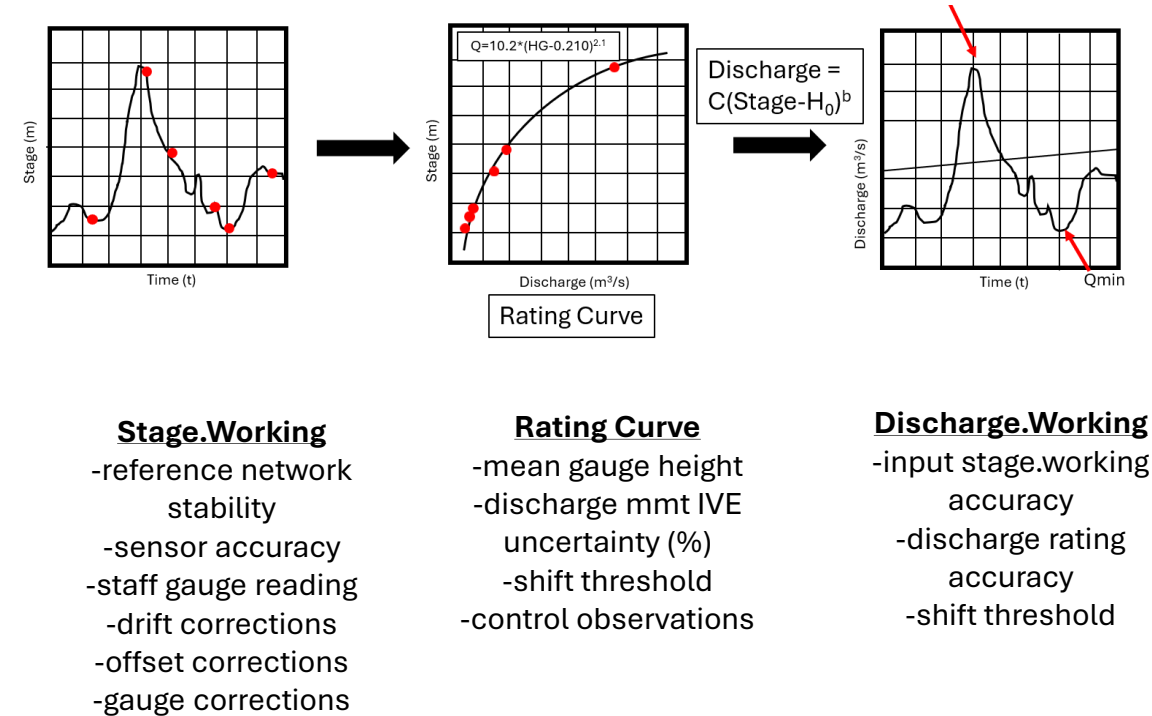 Stage (m)
Time (t)
Q=10.2*(HG-0.210)^2.1
Stage (m)
Discharge (m³/s)
Rating Curve
Discharge =
C(Stage-H₀)ᵇ
Discharge (m³/s)
Time (t)
Qmin
Stage.Working
-reference network
stability
-sensor accuracy
-staff gauge reading
-drift corrections
-offset corrections
-gauge corrections
Rating Curve
-mean gauge height
-discharge mmt IVE
uncertainty (%)
-shift threshold
-control observations
Discharge.Working
-input stage.working
accuracy
-discharge rating
accuracy
-shift threshold